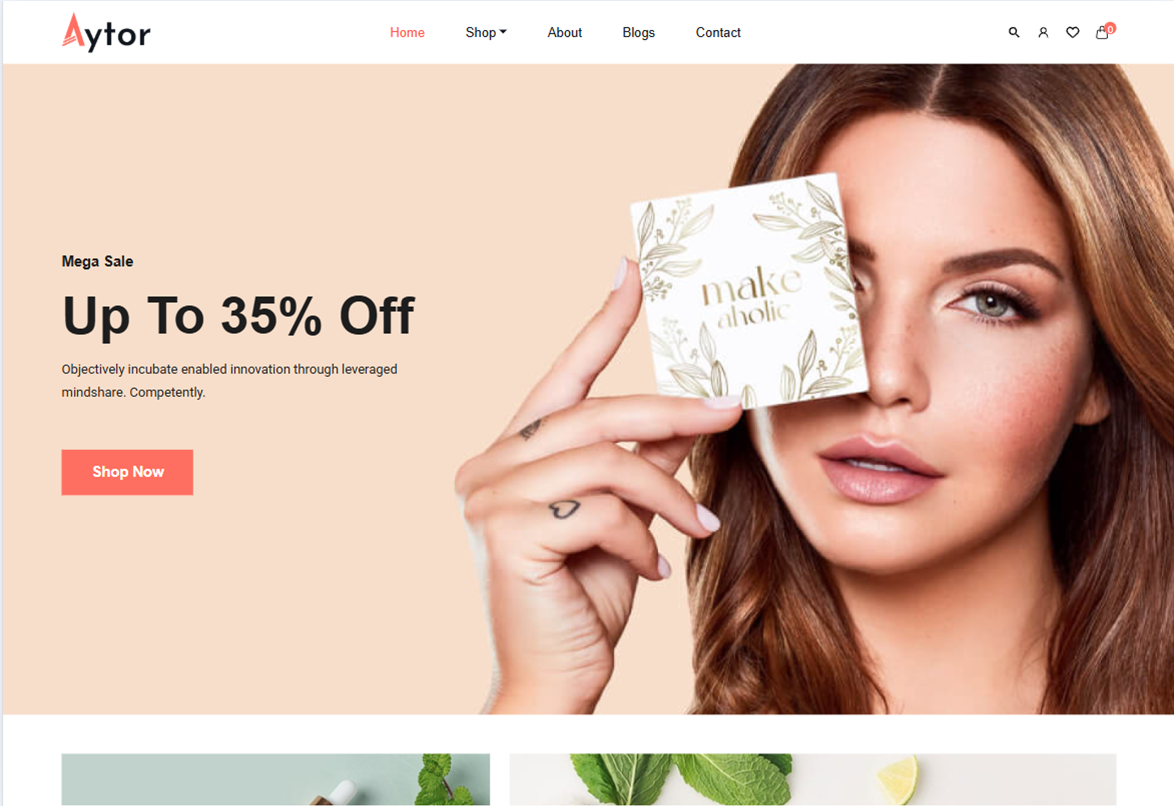 Aytor
Home Shop About Blogs Contact
0
Mega Sale
Up To 35% Off
Objectively incubate enabled innovation through leveraged
mindshare. Competently.
Shop Now
make
aholic